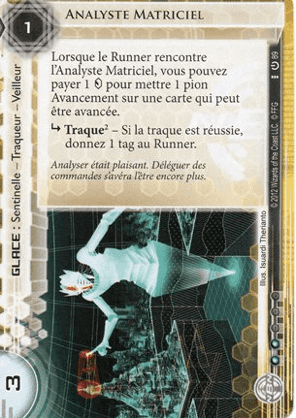 1
ANALYSTE MATRICIEL
Lorsque le Runner rencontre
l'Analyste Matriciel, vous pouvez
payer 1 pour mettre 1 pion
Avancement sur une carte qui peut
être avancée.
Traque² – Si la traque est réussie,
donnez 1 tag au Runner.
Analyser était plaisant. Déléguer des
commandes s'avéra l'être encore plus.
GLACE : Sentinelle - Traqueur - Veilleur
3
Illus. Isuardi Therianto
© 2012 Wizards of the Coast LLC. © FFG
89